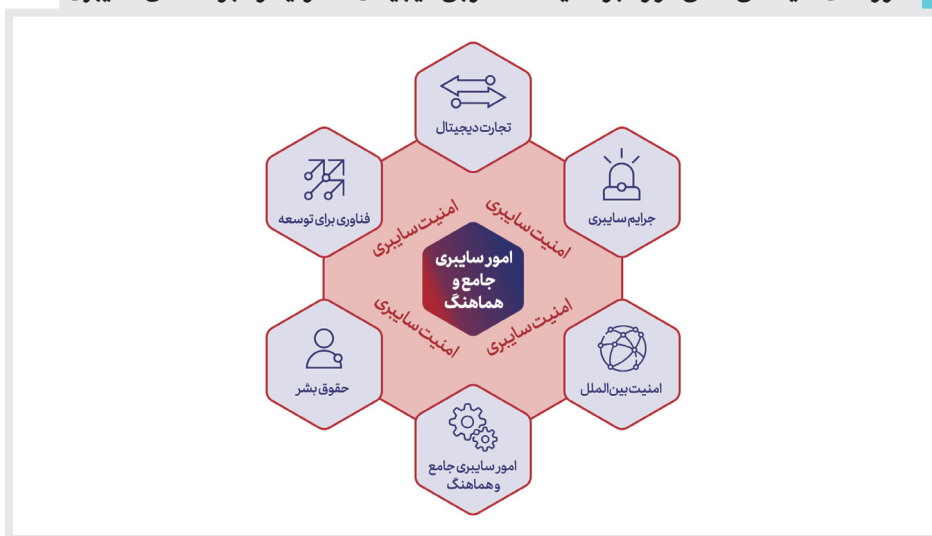 تجارت دیجیتال
جرایم سایبری
فناوری برای توسعه
امنیت سایبری
امنیت سایبری
امور سایبری
جامع و
هماهنگ
امنیت سایبری
امنیت سایبری
امنیت بین‌الملل
حقوق بشر
امور سایبری جامع
و هماهنگ